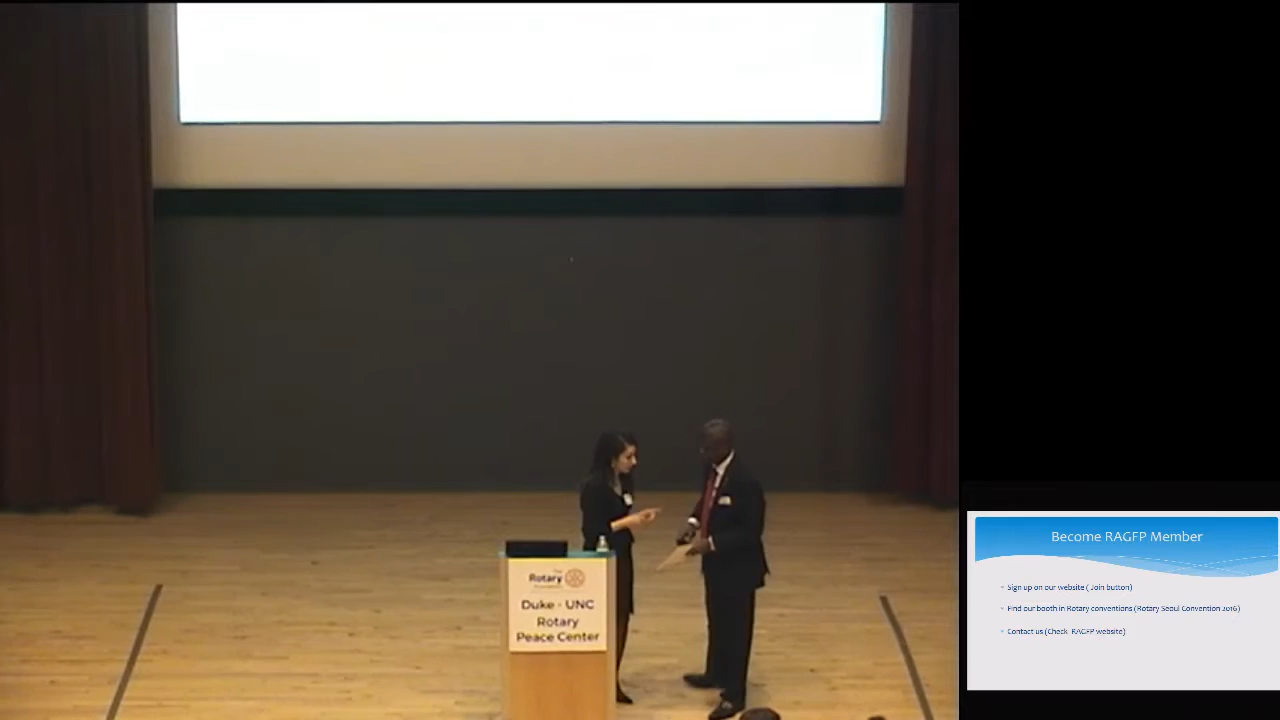 Rotary
Duke - UNC
Rotary
Peace Center
Become RAGFP Member
Sign up on our website ( Join button)
Find our booth in Rotary conventions (Rotary Seoul Convention 2016)
Contact us (Check RAGFP website)